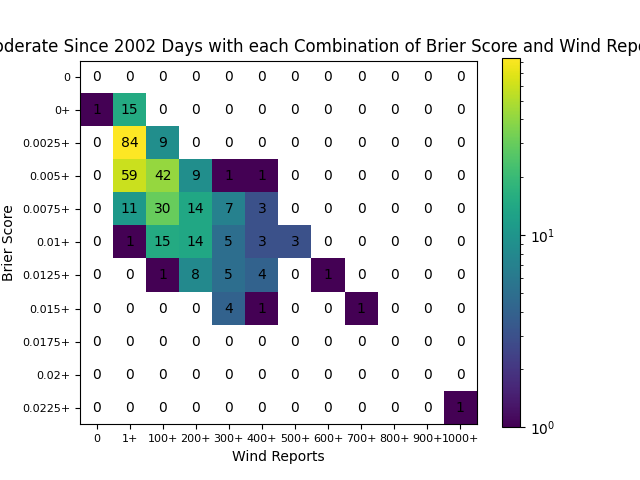 oderate Since 2002 Days with each Combination of Brier Score and Wind Repo
0 0 0 0 0 0 0 0 0 0 0 0 0
0+ 1 15 0 0 0 0 0 0 0 0 0 0
0.0025+ 0 84 9 0 0 0 0 0 0 0 0 0
0.005+ 0 59 42 9 1 1 0 0 0 0 0 0
0.0075+ 0 11 30 14 7 3 0 0 0 0 0 0
0.01+ 0 1 15 14 5 3 3 0 0 0 0 0
0.0125+ 0 0 1 8 5 4 0 1 0 0 0 0
0.015+ 0 0 0 0 4 1 0 0 1 0 0 0
0.0175+ 0 0 0 0 0 0 0 0 0 0 0 0
0.02+ 0 0 0 0 0 0 0 0 0 0 0 0
0.0225+ 0 0 0 0 0 0 0 0 0 0 0 1
0 1+ 100+ 200+ 300+ 400+ 500+ 600+ 700+ 800+ 900+ 1000+
Wind Reports
Brier Score
10¹
10⁰